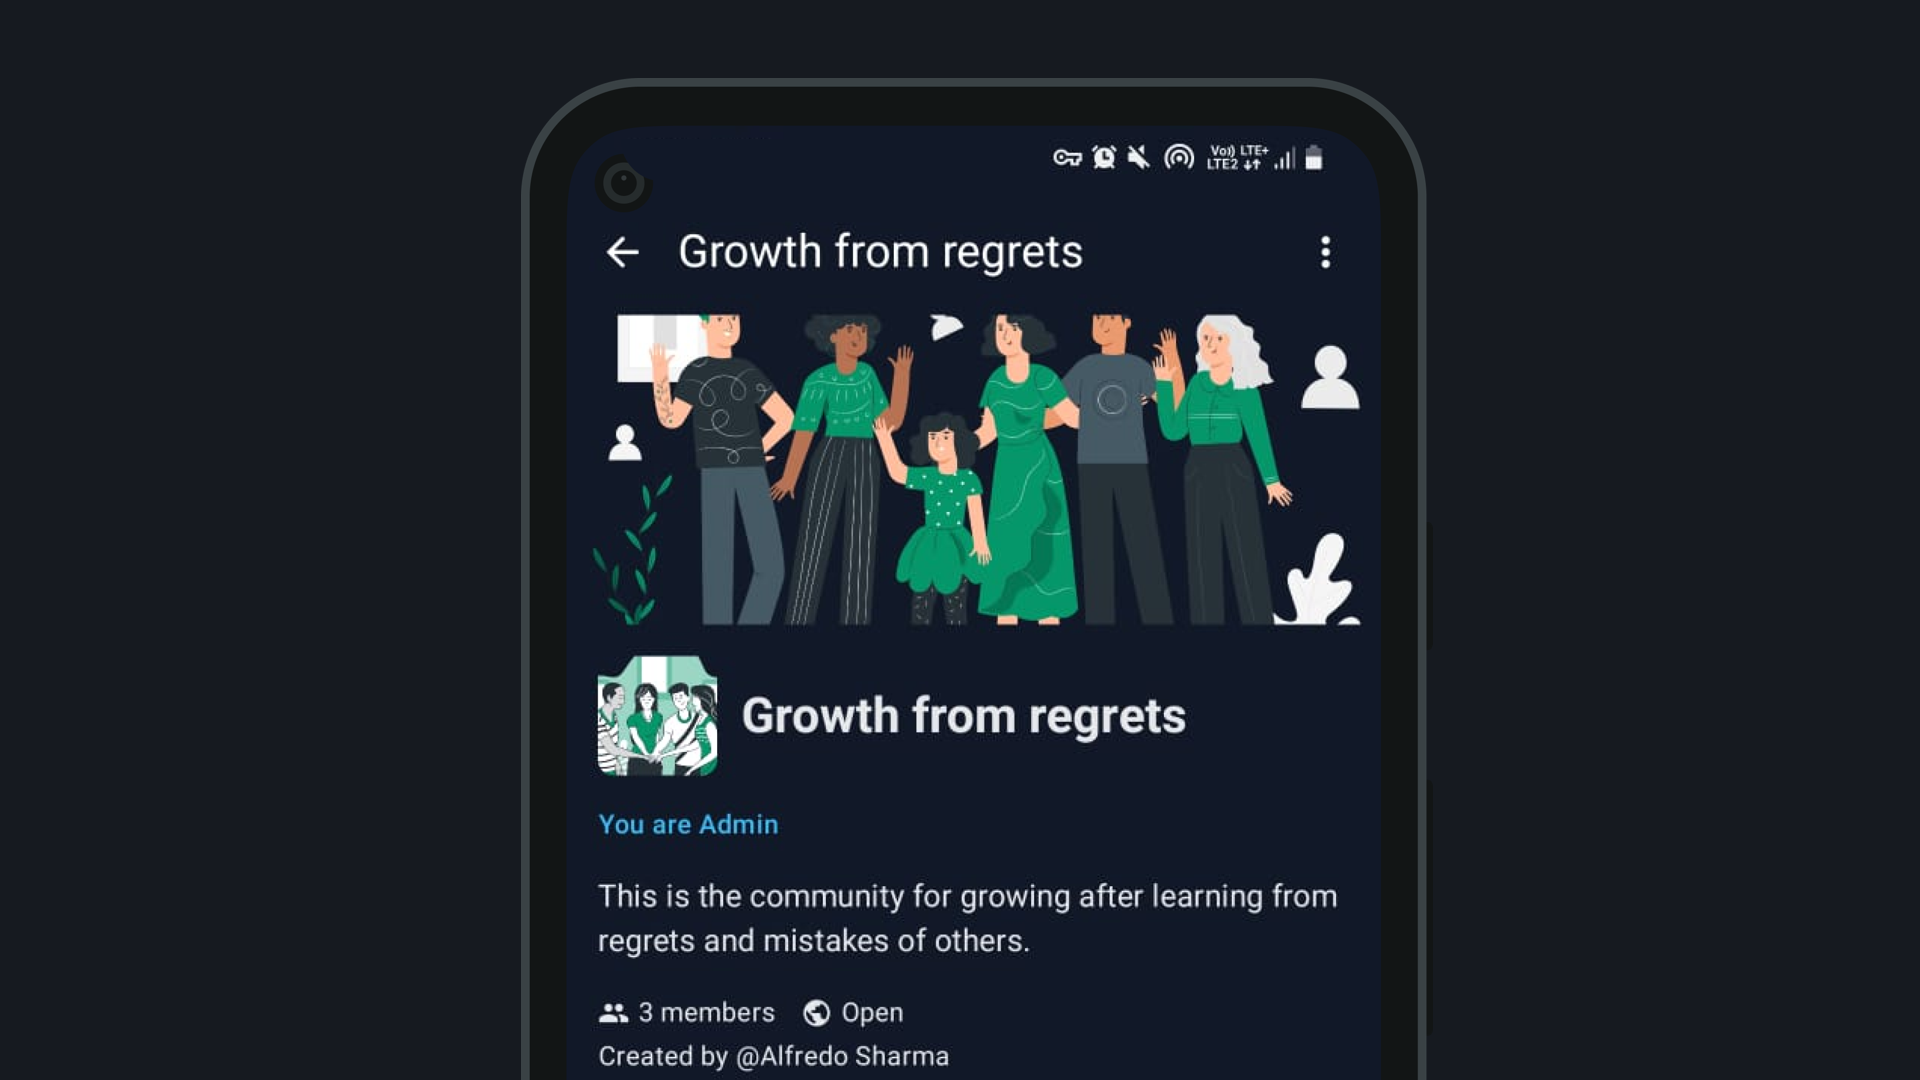 Vo)) LTE+
LTE2
Growth from regrets
Growth from regrets
You are Admin
This is the community for growing after learning from
regrets and mistakes of others.
3 members Open
Created by @Alfredo Sharma